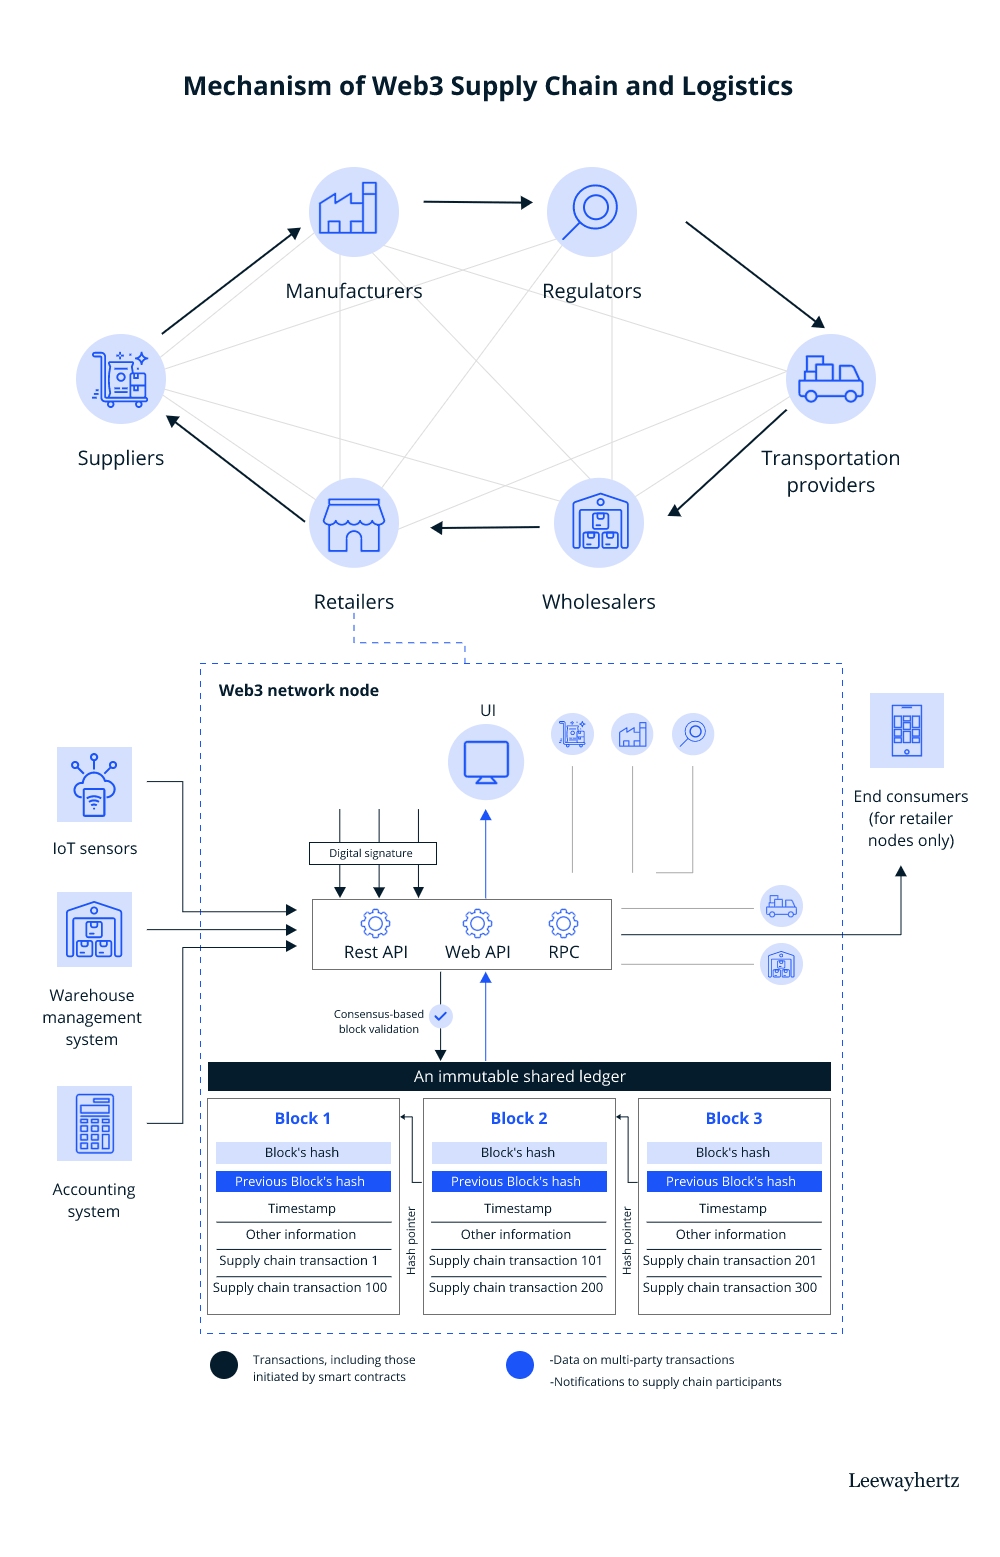 Mechanism of Web3 Supply Chain and Logistics
Manufacturers
Regulators
Suppliers
Transportation
providers
Retailers
Wholesalers
Web3 network node
UI
IoT sensors
End consumers
(for retailer
nodes only)
Digital signature
Rest API
Web API
RPC
Warehouse
management
system
Consensus-based
block validation
An immutable shared ledger
Accounting
system
Block 1
Block's hash
Previous Block's hash
Timestamp
Other information
Supply chain transaction 1
Supply chain transaction 100
Hash pointer
Block 2
Block's hash
Previous Block's hash
Timestamp
Other information
Supply chain transaction 101
Supply chain transaction 200
Hash pointer
Block 3
Block's hash
Previous Block's hash
Timestamp
Other information
Supply chain transaction 201
Supply chain transaction 300
Transactions, including those
initiated by smart contracts
-Data on multi-party transactions
-Notifications to supply chain participants
Leewayhertz